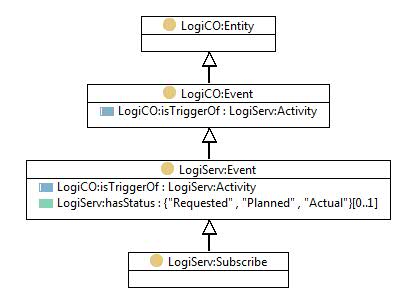 LogiCO:Entity
LogiCO:Event
LogiCO:isTriggerOf : LogiServ:Activity
LogiServ:Event
LogiCO:isTriggerOf : LogiServ:Activity
LogiServ:hasStatus : {"Requested" , "Planned" , "Actual"}[0..1]
LogiServ:Subscribe